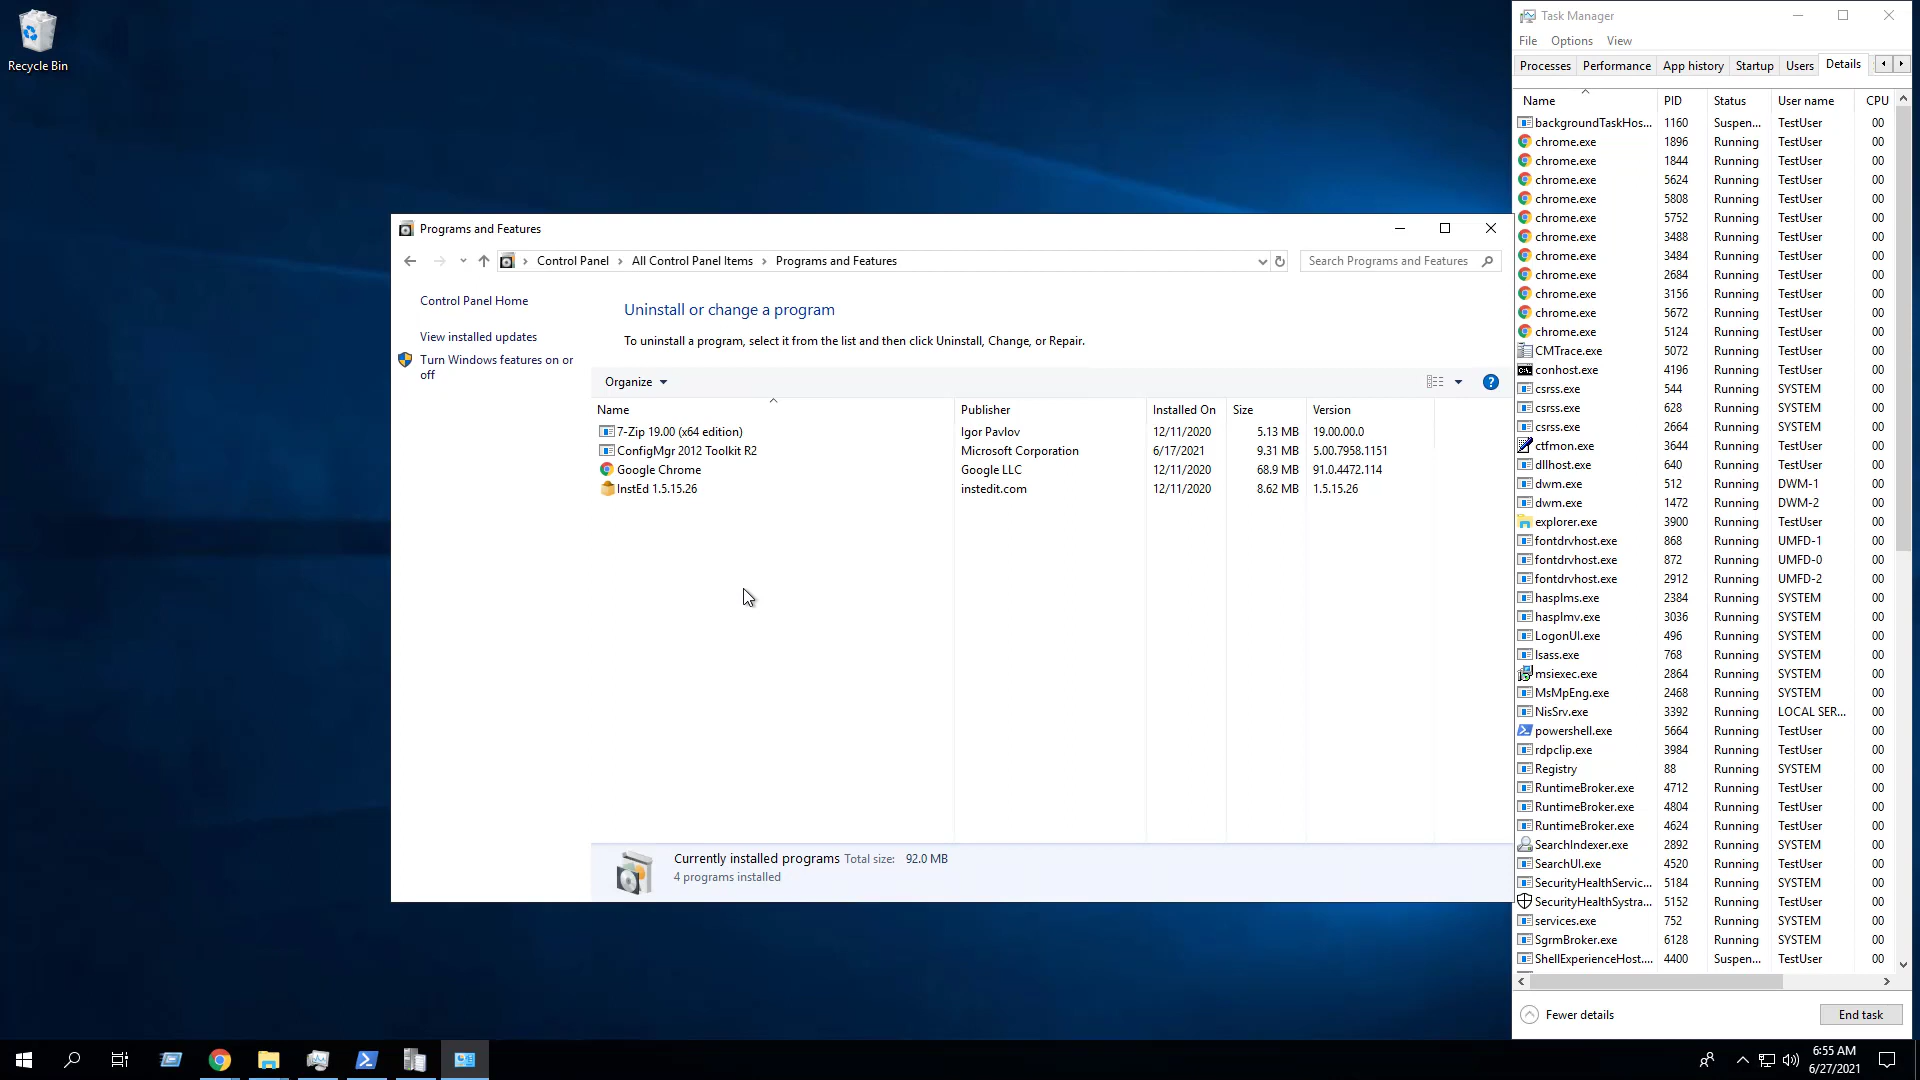 Recycle Bin
Programs and Features
Control Panel
All Control Panel Items
Programs and Features
Search Programs and Features
Control Panel Home
View installed updates
Turn Windows features on or
off
Uninstall or change a program
To uninstall a program, select it from the list and then click Uninstall, Change, or Repair.
Organize
Name Publisher Installed On Size Version
7-Zip 19.00 (x64 edition) Igor Pavlov 12/11/2020 5.13 MB 19.00.00.0
ConfigMgr 2012 Toolkit R2 Microsoft Corporation 6/17/2021 9.31 MB 5.00.7958.1151
Google Chrome Google LLC 12/11/2020 68.9 MB 91.0.4472.114
InstEd 1.5.15.26 instedit.com 12/11/2020 8.62 MB 1.5.15.26
Currently installed programs Total size: 92.0 MB
4 programs installed
Task Manager
File Options View
Processes Performance App history Startup Users Details
Name PID Status User name CPU
backgroundTaskHos... 1160 Suspen... TestUser 00
chrome.exe 1896 Running TestUser 00
chrome.exe 1844 Running TestUser 00
chrome.exe 5624 Running TestUser 00
chrome.exe 5808 Running TestUser 00
chrome.exe 5752 Running TestUser 00
chrome.exe 3488 Running TestUser 00
chrome.exe 3484 Running TestUser 00
chrome.exe 2684 Running TestUser 00
chrome.exe 3156 Running TestUser 00
chrome.exe 5672 Running TestUser 00
chrome.exe 5124 Running TestUser 00
CMTrace.exe 5072 Running TestUser 00
conhost.exe 4196 Running TestUser 00
csrss.exe 544 Running SYSTEM 00
csrss.exe 628 Running SYSTEM 00
csrss.exe 2664 Running SYSTEM 00
ctfmon.exe 3644 Running TestUser 00
dllhost.exe 640 Running TestUser 00
dwm.exe 512 Running DWM-1 00
dwm.exe 1472 Running DWM-2 00
explorer.exe 3900 Running TestUser 00
fontdrvhost.exe 868 Running UMFD-1 00
fontdrvhost.exe 872 Running UMFD-0 00
fontdrvhost.exe 2912 Running UMFD-2 00
hasplms.exe 2384 Running SYSTEM 00
hasplmv.exe 3036 Running SYSTEM 00
LogonUI.exe 496 Running SYSTEM 00
lsass.exe 768 Running SYSTEM 00
msiexec.exe 2864 Running SYSTEM 00
MsMpEng.exe 2468 Running SYSTEM 00
NisSrv.exe 3392 Running LOCAL SER... 00
powershell.exe 5664 Running TestUser 00
rdpclip.exe 3984 Running TestUser 00
Registry 88 Running SYSTEM 00
RuntimeBroker.exe 4712 Running TestUser 00
RuntimeBroker.exe 4804 Running TestUser 00
RuntimeBroker.exe 4624 Running TestUser 00
SearchIndexer.exe 2892 Running SYSTEM 00
SearchUI.exe 4520 Running TestUser 00
SecurityHealthServic... 5184 Running SYSTEM 00
SecurityHealthSystra... 5152 Running TestUser 00
services.exe 752 Running SYSTEM 00
SgrmBroker.exe 6128 Running SYSTEM 00
ShellExperienceHost.... 4400 Suspen... TestUser 00
Fewer details
End task
6:55 AM
6/27/2021